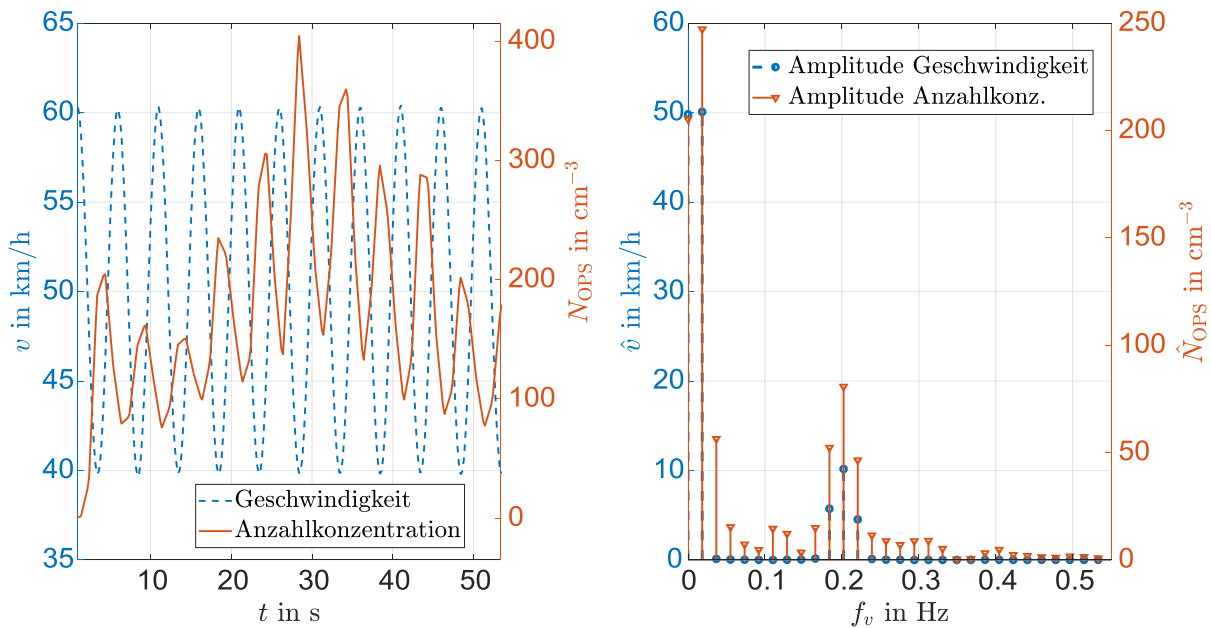 65
60
55
50
45
40
35
v in km/h
400
300
200
100
0
N_OPS in cm⁻³
10 20 30 40 50
t in s
Geschwindigkeit
Anzahlkonzentration
60
50
40
30
20
10
0
v̂ in km/h
250
200
150
100
50
0
N̂_OPS in cm⁻³
0 0.1 0.2 0.3 0.4 0.5
f_v in Hz
Amplitude Geschwindigkeit
Amplitude Anzahlkonz.